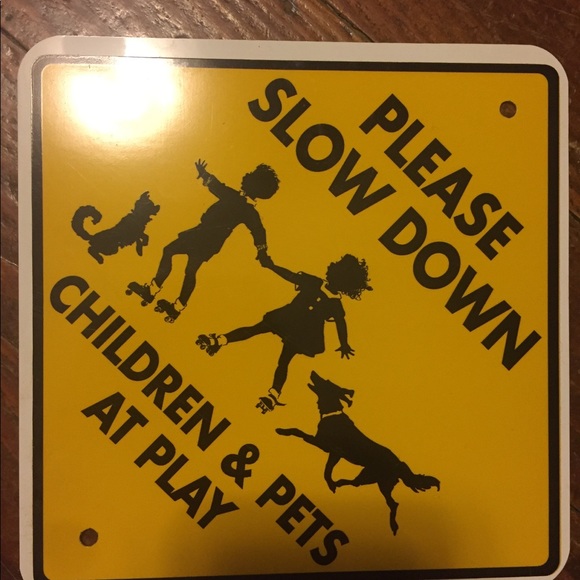 PLEASE
SLOW DOWN
CHILDREN & PETS
AT PLAY